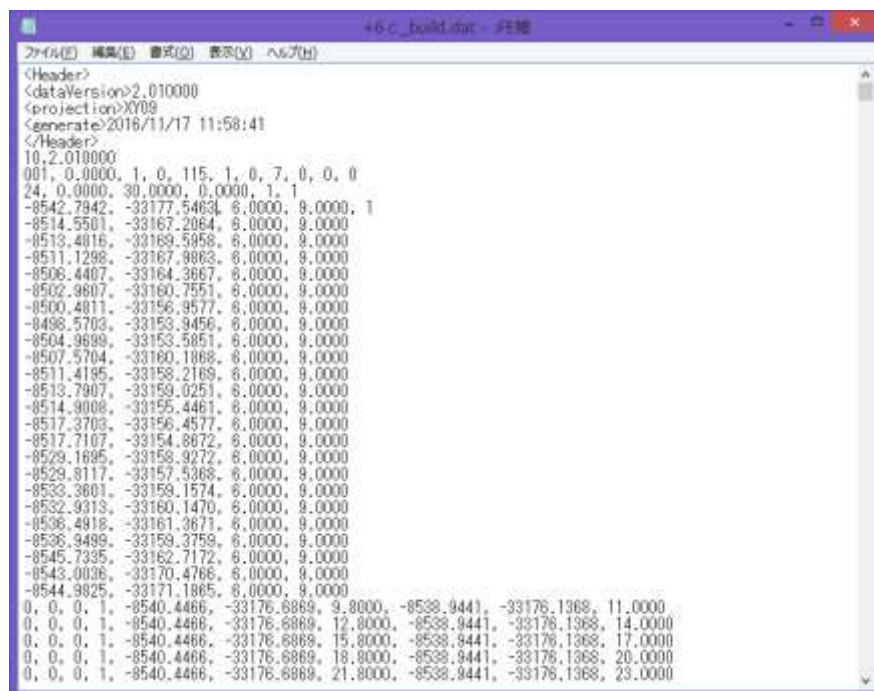 +6-c_build.dat - メモ帳
ファイル(F) 編集(E) 書式(O) 表示(V) ヘルプ(H)
<Header>
<dataVersion>2.010000
<projection>XY09
<generate>2016/11/17 11:58:41
</Header>
10,2.010000
001, 0.0000, 1, 0, 115, 1, 0, 7, 0, 0, 0
24, 0.0000, 30.0000, 0.0000, 1, 1
-8542.7942, -33177.5463, 6.0000, 9.0000, 1
-8514.5501, -33167.2064, 6.0000, 9.0000
-8513.4816, -33169.5958, 6.0000, 9.0000
-8511.1298, -33167.9863, 6.0000, 9.0000
-8506.4407, -33164.3667, 6.0000, 9.0000
-8502.9607, -33160.7551, 6.0000, 9.0000
-8500.4811, -33156.9577, 6.0000, 9.0000
-8498.5703, -33153.9456, 6.0000, 9.0000
-8504.9699, -33153.5851, 6.0000, 9.0000
-8507.5704, -33160.1868, 6.0000, 9.0000
-8511.4195, -33158.2169, 6.0000, 9.0000
-8513.7907, -33159.0251, 6.0000, 9.0000
-8514.9008, -33155.4461, 6.0000, 9.0000
-8517.3703, -33156.4577, 6.0000, 9.0000
-8517.7107, -33154.8672, 6.0000, 9.0000
-8529.1695, -33158.9272, 6.0000, 9.0000
-8529.8117, -33157.5368, 6.0000, 9.0000
-8533.3601, -33159.1574, 6.0000, 9.0000
-8532.9313, -33160.1470, 6.0000, 9.0000
-8536.4918, -33161.3671, 6.0000, 9.0000
-8536.9499, -33159.3759, 6.0000, 9.0000
-8545.7335, -33162.7172, 6.0000, 9.0000
-8543.0036, -33170.4766, 6.0000, 9.0000
-8544.9825, -33171.1865, 6.0000, 9.0000
0, 0, 0, 1, -8540.4466, -33176.6869, 9.8000, -8538.9441, -33176.1368, 11.0000
0, 0, 0, 1, -8540.4466, -33176.6869, 12.8000, -8538.9441, -33176.1368, 14.0000
0, 0, 0, 1, -8540.4466, -33176.6869, 15.8000, -8538.9441, -33176.1368, 17.0000
0, 0, 0, 1, -8540.4466, -33176.6869, 18.8000, -8538.9441, -33176.1368, 20.0000
0, 0, 0, 1, -8540.4466, -33176.6869, 21.8000, -8538.9441, -33176.1368, 23.0000